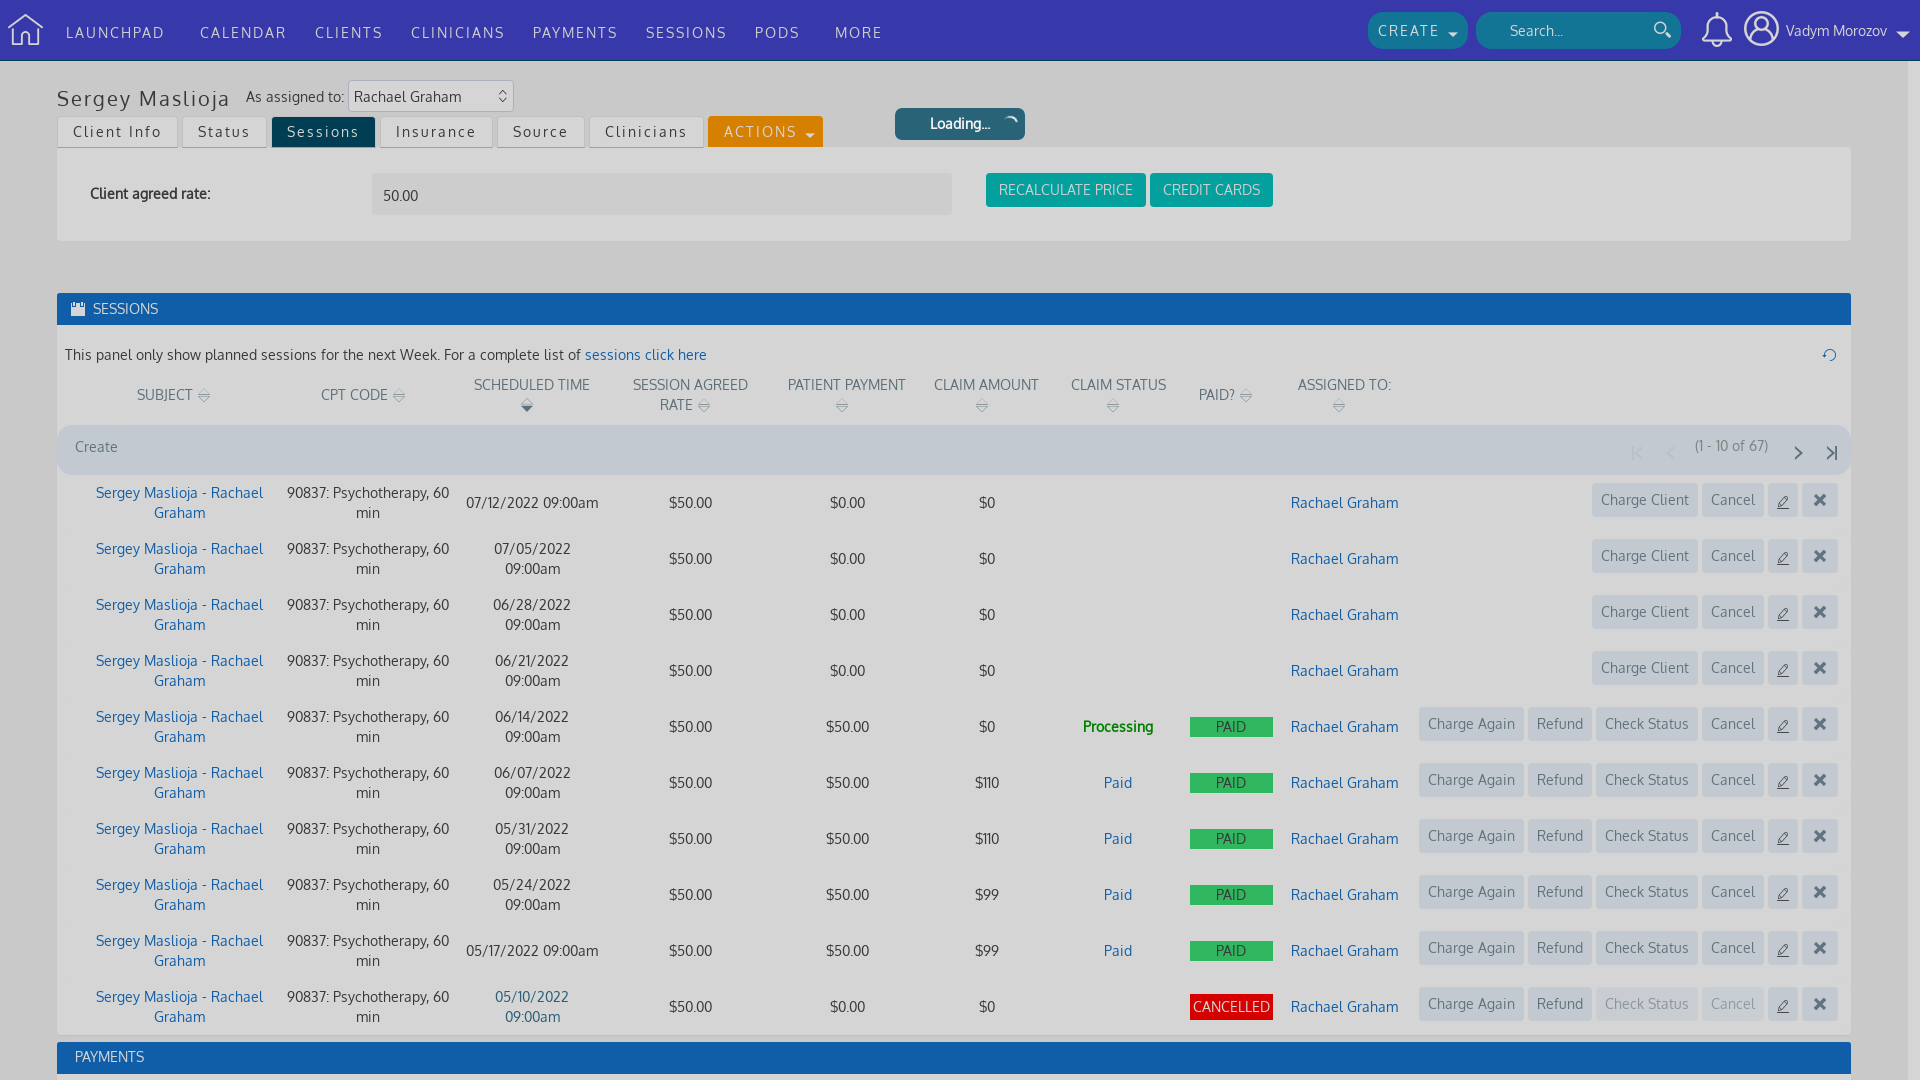 LAUNCHPAD CALENDAR CLIENTS CLINICIANS PAYMENTS SESSIONS PODS MORE CREATE Search... Vadym Morozov
Sergey Maslioja As assigned to: Rachael Graham
Loading...
Client Info Status Sessions Insurance Source Clinicians ACTIONS
Client agreed rate: 50.00 RECALCULATE PRICE CREDIT CARDS
SESSIONS
This panel only show planned sessions for the next Week. For a complete list of sessions click here
SUBJECT CPT CODE SCHEDULED TIME SESSION AGREED RATE PATIENT PAYMENT CLAIM AMOUNT CLAIM STATUS PAID? ASSIGNED TO:
Create (1 - 10 of 67)
Sergey Maslioja - Rachael Graham 90837: Psychotherapy, 60 min 07/12/2022 09:00am $50.00 $0.00 $0 Rachael Graham Charge Client Cancel
Sergey Maslioja - Rachael Graham 90837: Psychotherapy, 60 min 07/05/2022 09:00am $50.00 $0.00 $0 Rachael Graham Charge Client Cancel
Sergey Maslioja - Rachael Graham 90837: Psychotherapy, 60 min 06/28/2022 09:00am $50.00 $0.00 $0 Rachael Graham Charge Client Cancel
Sergey Maslioja - Rachael Graham 90837: Psychotherapy, 60 min 06/21/2022 09:00am $50.00 $0.00 $0 Rachael Graham Charge Client Cancel
Sergey Maslioja - Rachael Graham 90837: Psychotherapy, 60 min 06/14/2022 09:00am $50.00 $50.00 $0 Processing PAID Rachael Graham Charge Again Refund Check Status Cancel
Sergey Maslioja - Rachael Graham 90837: Psychotherapy, 60 min 06/07/2022 09:00am $50.00 $50.00 $110 Paid PAID Rachael Graham Charge Again Refund Check Status Cancel
Sergey Maslioja - Rachael Graham 90837: Psychotherapy, 60 min 05/31/2022 09:00am $50.00 $50.00 $110 Paid PAID Rachael Graham Charge Again Refund Check Status Cancel
Sergey Maslioja - Rachael Graham 90837: Psychotherapy, 60 min 05/24/2022 09:00am $50.00 $50.00 $99 Paid PAID Rachael Graham Charge Again Refund Check Status Cancel
Sergey Maslioja - Rachael Graham 90837: Psychotherapy, 60 min 05/17/2022 09:00am $50.00 $50.00 $99 Paid PAID Rachael Graham Charge Again Refund Check Status Cancel
Sergey Maslioja - Rachael Graham 90837: Psychotherapy, 60 min 05/10/2022 09:00am $50.00 $0.00 $0 CANCELLED Rachael Graham Charge Again Refund Check Status Cancel
PAYMENTS